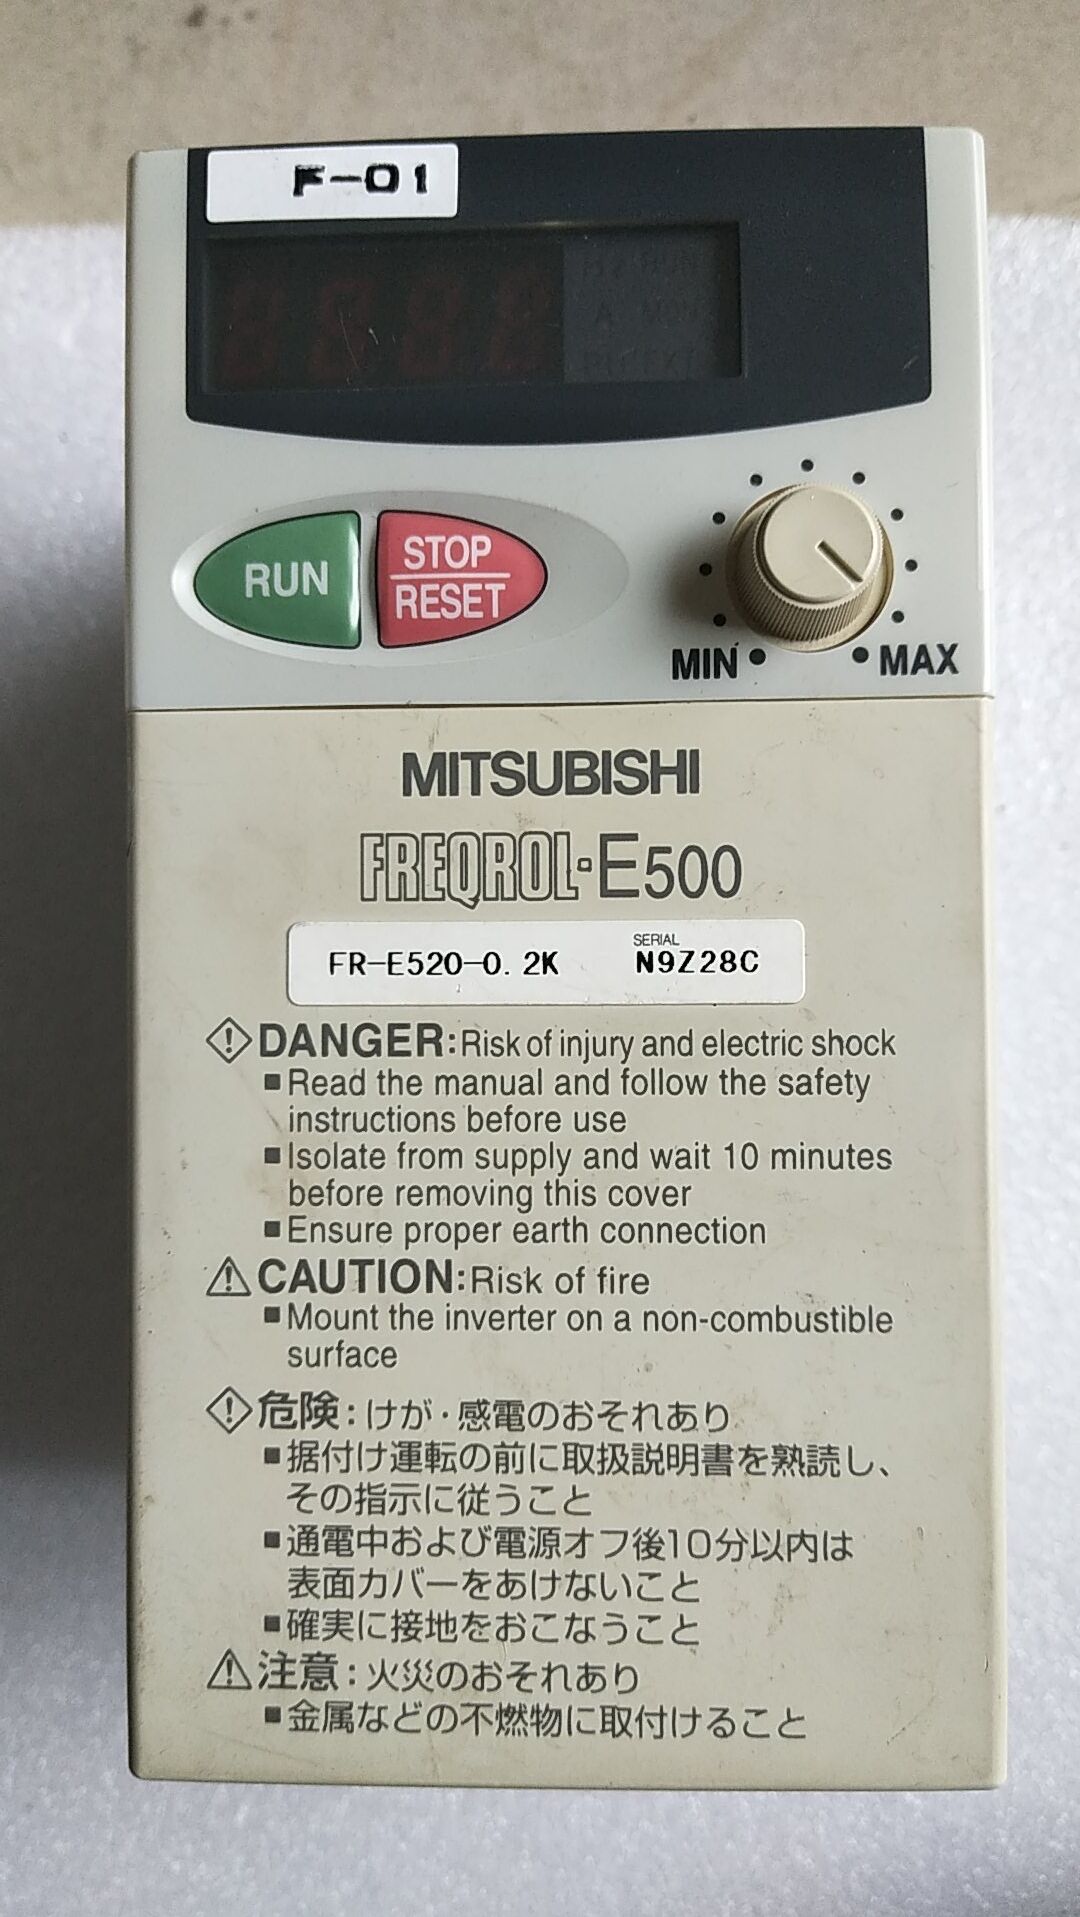 F-01
RUN
STOP
RESET
MIN
MAX
MITSUBISHI
FREQROL-E500
SERIAL
FR-E520-0.2K N9Z28C
DANGER:Risk of injury and electric shock
■Read the manual and follow the safety
instructions before use
■Isolate from supply and wait 10 minutes
before removing this cover
■Ensure proper earth connection
CAUTION:Risk of fire
■Mount the inverter on a non-combustible
surface
危険:けが・感電のおそれあり
■据付け運転の前に取扱説明書を熟読し、
その指示に従うこと
■通電中および電源オフ後10分以内は
表面カバーをあけないこと
■確実に接地をおこなうこと
注意:火災のおそれあり
■金属などの不燃物に取付けること